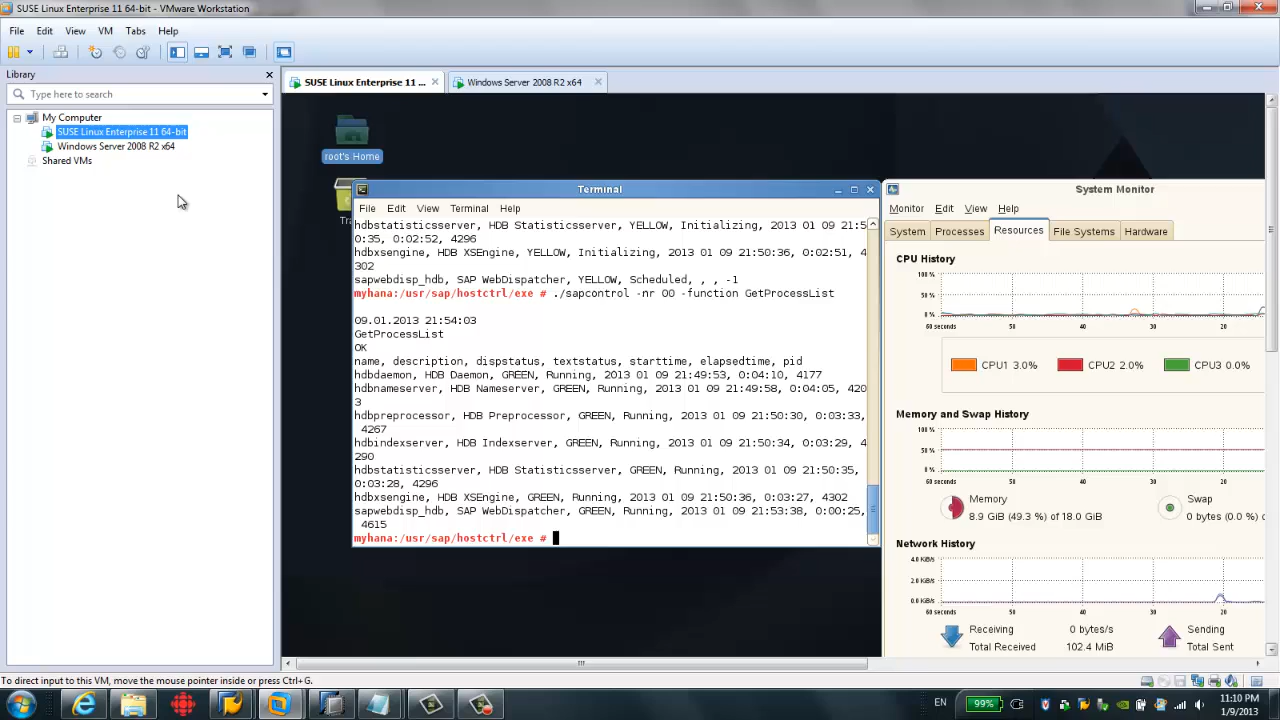 SUSE Linux Enterprise 11 64-bit - VMware Workstation
File Edit View VM Tabs Help
Library
Type here to search
My Computer
SUSE Linux Enterprise 11 64-bit
Windows Server 2008 R2 x64
Shared VMs
SUSE Linux Enterprise 11 ...
Windows Server 2008 R2 x64
root's Home
Terminal
File Edit View Terminal Help
hdbstatisticsserver, HDB Statisticsserver, YELLOW, Initializing, 2013 01 09 21:5
0:35, 0:02:52, 4296
hdbxsengine, HDB XSEngine, YELLOW, Initializing, 2013 01 09 21:50:36, 0:02:51, 4
302
sapwebdisp_hdb, SAP WebDispatcher, YELLOW, Scheduled, , , -1
myhana:/usr/sap/hostctrl/exe # ./sapcontrol -nr 00 -function GetProcessList
09.01.2013 21:54:03
GetProcessList
OK
name, description, dispstatus, textstatus, starttime, elapsedtime, pid
hdbdaemon, HDB Daemon, GREEN, Running, 2013 01 09 21:49:53, 0:04:10, 4177
hdbnameserver, HDB Nameserver, GREEN, Running, 2013 01 09 21:49:58, 0:04:05, 420
3
hdbpreprocessor, HDB Preprocessor, GREEN, Running, 2013 01 09 21:50:30, 0:03:33,
4267
hdbindexserver, HDB Indexserver, GREEN, Running, 2013 01 09 21:50:34, 0:03:29, 4
290
hdbstatisticsserver, HDB Statisticsserver, GREEN, Running, 2013 01 09 21:50:35,
0:03:28, 4296
hdbxsengine, HDB XSEngine, GREEN, Running, 2013 01 09 21:50:36, 0:03:27, 4302
sapwebdisp_hdb, SAP WebDispatcher, GREEN, Running, 2013 01 09 21:53:38, 0:00:25,
4615
myhana:/usr/sap/hostctrl/exe #
System Monitor
Monitor Edit View Help
System Processes Resources File Systems Hardware
CPU History
100 %
50 %
0 %
60 seconds 50 40 30 20
CPU1 3.0% CPU2 2.0% CPU3 0.0%
Memory and Swap History
100 %
50 %
0 %
60 seconds 50 40 30 20
Memory
8.9 GiB (49.3 %) of 18.0 GiB
Swap
0 bytes (0.0 %) o
Network History
4.0 KiB/s
2.0 KiB/s
0.0 KiB/s
60 seconds 50 40 30 20
Receiving 0 bytes/s
Total Received 102.4 MiB
Sending
Total Sent
To direct input to this VM, move the mouse pointer inside or press Ctrl+G.
EN
99%
11:10 PM
1/9/2013